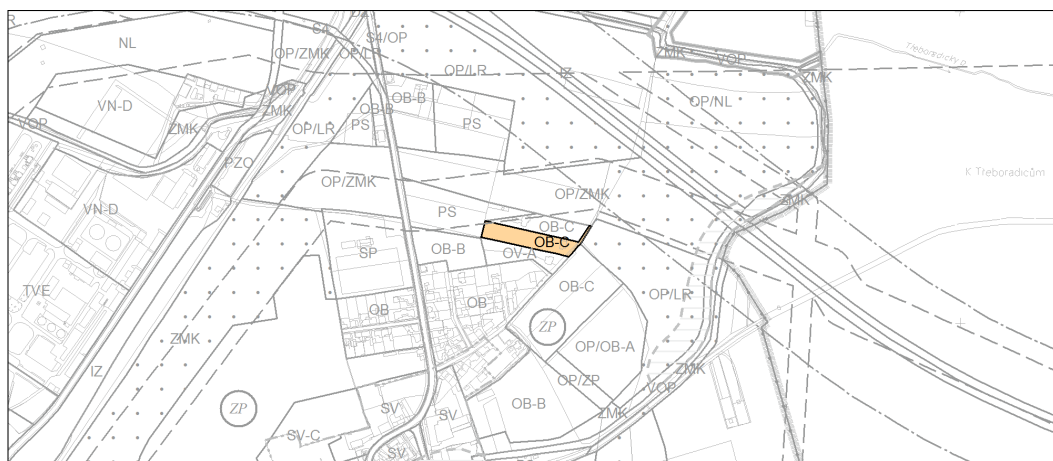 S4
S4/OP
NL
OP/ZMK
OP/LR
ZMK
VOP
ZMK
OP/LR
IZ
VN-D
VOP
OB-B
OB-B
OP/NL
Třeboradický p.
VOP
ZMK
ZMK
OP/LR
PS
PS
PZO
OP/ZMK
OP/ZMK
K Třeboradicům
ZMK
VN-D
PS
OB-C
OB-C
SP
OB-B
OV-A
TVE
OB-C
OP/LR
OB
OB
ZP
ZMK
OP/OB-A
IZ
OP/ZP
ZMK
VOP
ZP
SV
SV
OB-B
ZMK
SV-C
SV